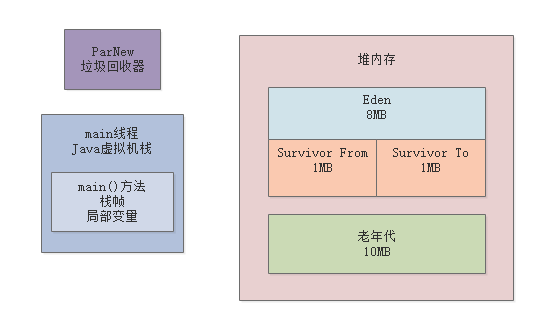 ParNew
垃圾回收器
main线程
Java虚拟机栈
main()方法
栈帧
局部变量
堆内存
Eden
8MB
Survivor From
1MB
Survivor To
1MB
老年代
10MB